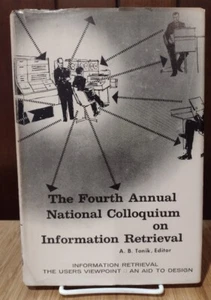 The Fourth Annual
National Colloquium
on
Information Retrieval
A. B. Tonik, Editor
INFORMATION RETRIEVAL
THE USERS VIEWPOINT : AN AID TO DESIGN